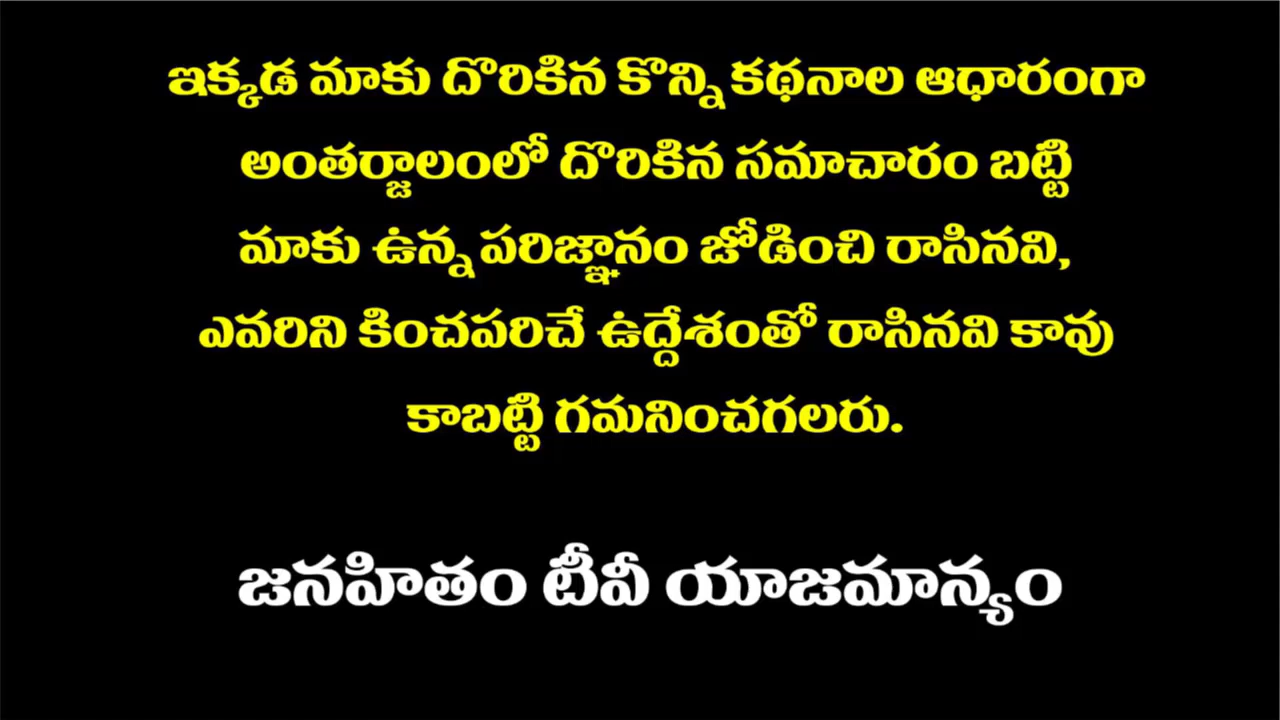 ఇక్కడ మాకు దొరికిన కొన్ని కథనాల ఆధారంగా
అంతర్జాలంలో దొరికిన సమాచారం బట్టి
మాకు ఉన్న పరిజ్ఞానం జోడించి రాసినవి,
ఎవరిని కించపరిచే ఉద్దేశంతో రాసినవి కావు
కాబట్టి గమనించగలరు.
జనహితం టీవీ యాజమాన్యం